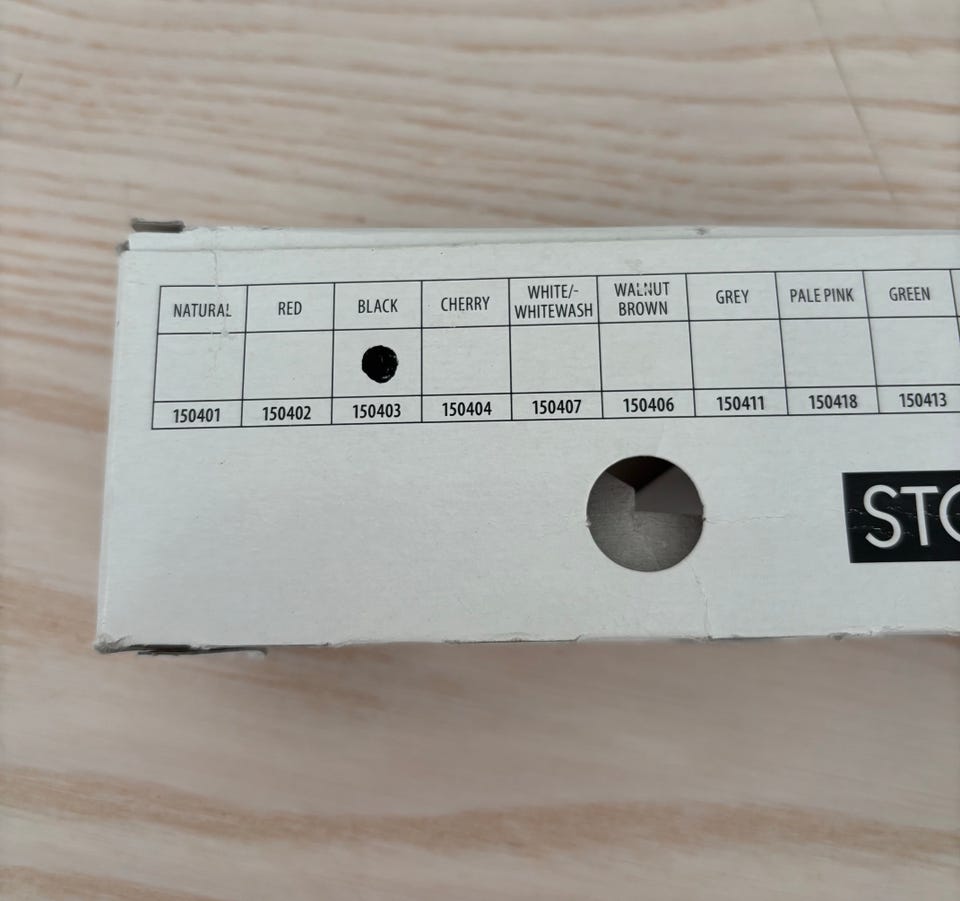 NATURAL RED BLACK CHERRY WHITE/- WHITEWASH WALNUT BROWN GREY PALE PINK GREEN
150401 150402 150403 150404 150407 150406 150411 150418 150413
STO